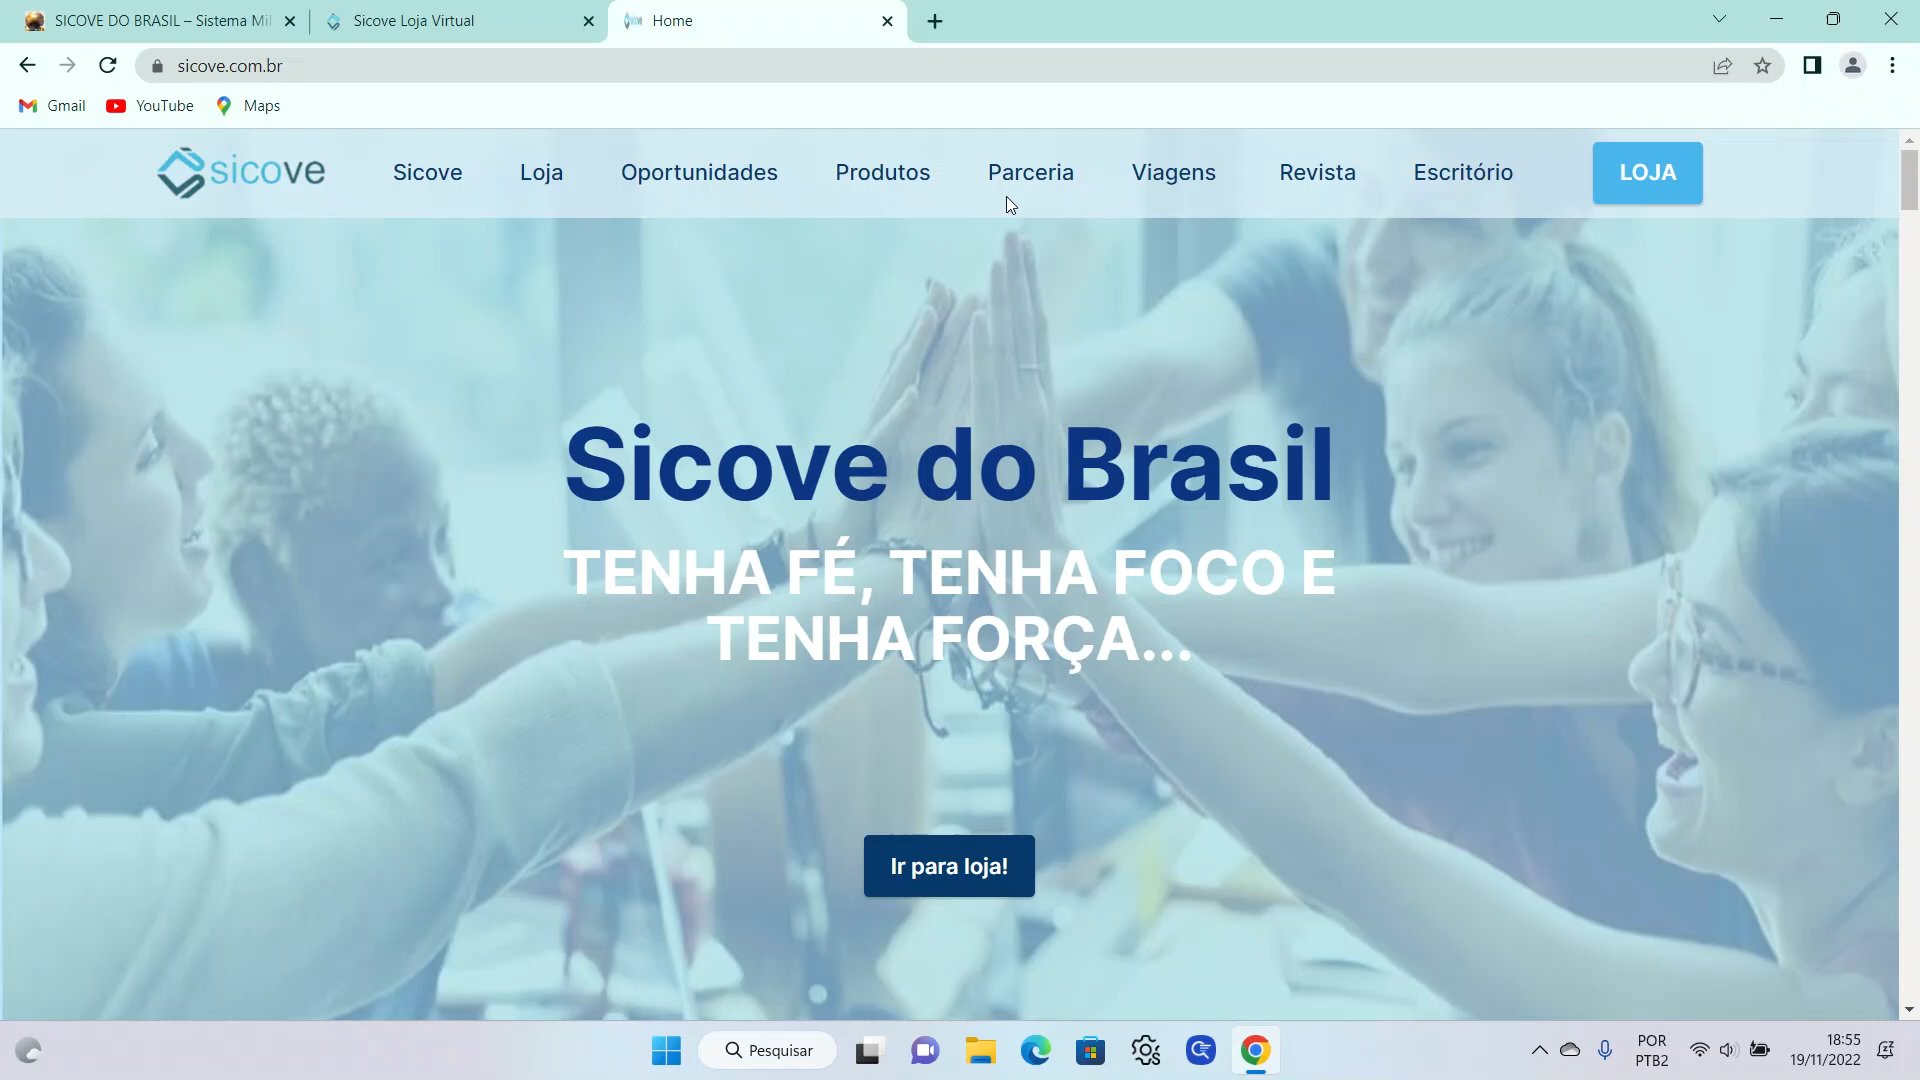 SICOVE DO BRASIL – Sistema Mi
Sicove Loja Virtual
Home
sicove.com.br
Gmail
YouTube
Maps
sicove
Sicove
Loja
Oportunidades
Produtos
Parceria
Viagens
Revista
Escritório
LOJA
Sicove do Brasil
TENHA FÉ, TENHA FOCO E
TENHA FORÇA...
Ir para loja!
Pesquisar
POR
PTB2
18:55
19/11/2022